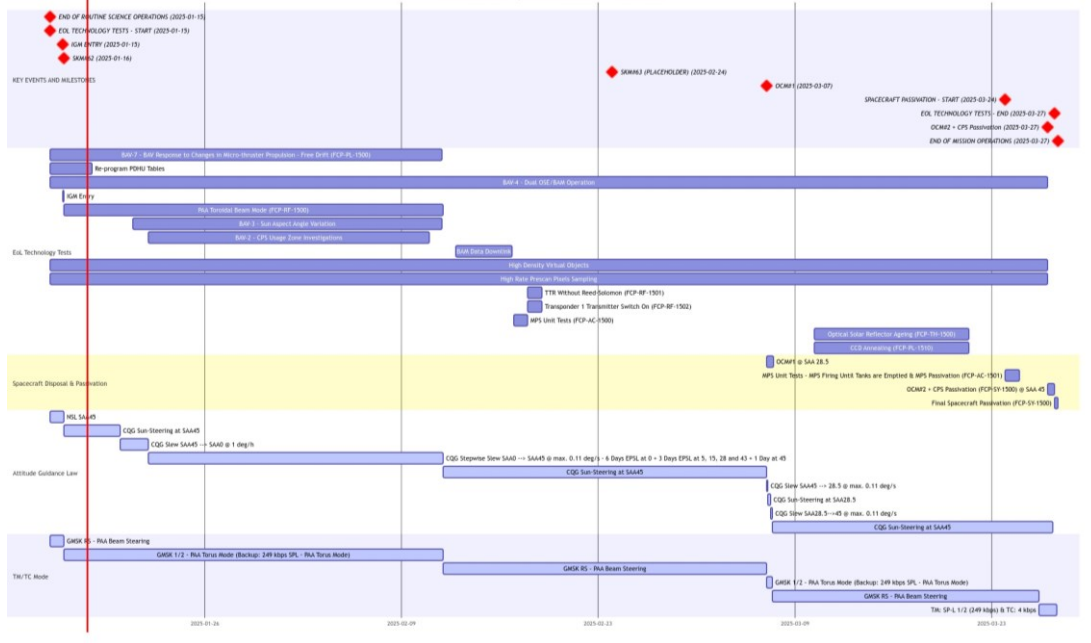 END OF ROUTINE SCIENCE OPERATIONS (2025-01-15)
EOL TECHNOLOGY TESTS - START (2025-01-15)
IGM ENTRY (2025-01-15)
SKM#62 (2025-01-16)
SKM#63 (PLACEHOLDER) (2025-02-24)
KEY EVENTS AND MILESTONES
OCM#1 (2025-03-07)
SPACECRAFT PASSIVATION - START (2025-03-24)
EOL TECHNOLOGY TESTS - END (2025-03-27)
OCM#2 + CPS Passivation (2025-03-27)
END OF MISSION OPERATIONS (2025-03-27)
BAV-7 - BAV Response to Changes in Micro-thruster Propulsion - Free Drift (FCP-PL-1500)
Re-program PDHU Tables
BAV-4 - Dual OSE/BAM Operation
IGM Entry
PAA Toroidal Beam Mode (FCP-RF-1500)
BAV-3 - Sun Aspect Angle Variation
BAV-2 - CPS Usage Zone Investigations
EoL Technology Tests
BAM Data Downlink
High Density Virtual Objects
High Rate Prescan Pixels Sampling
TTR Without Reed-Solomon (FCP-RF-1501)
Transponder 1 Transmitter Switch On (FCP-RF-1502)
MPS Unit Tests (FCP-AC-1500)
Optical Solar Reflector Ageing (FCP-TH-1500)
CCD Annealing (FCP-PL-1510)
OCM#1 @ SAA 28.5
MPS Unit Tests - MPS Firing Until Tanks are Emptied & MPS Passivation (FCP-AC-1501)
Spacecraft Disposal & Passivation
OCM#2 + CPS Passivation (FCP-SY-1500) @ SAA 45
Final Spacecraft Passivation (FCP-SY-1500)
NSL SAA45
CQG Sun-Steering at SAA45
CQG Slew SAA45 --> SAA0 @ 1 deg/h
CQG Stepwise Slew SAA0 --> SAA45 @ max. 0.11 deg/s - 6 Days EPSL at 0 + 3 Days EPSL at 5, 15, 28 and 43 + 1 Day at 45
Attitude Guidance Law
CQG Sun-Steering at SAA45
CQG Slew SAA45 --> 28.5 @ max. 0.11 deg/s
CQG Sun-Steering at SAA28.5
CQG Slew SAA28.5-->45 @ max. 0.11 deg/s
CQG Sun-Steering at SAA45
GMSK RS - PAA Beam Stearing
GMSK 1/2 - PAA Torus Mode (Backup: 249 kbps SPL - PAA Torus Mode)
GMSK RS - PAA Beam Steering
TM/TC Mode
GMSK 1/2 - PAA Torus Mode (Backup: 249 kbps SPL - PAA Torus Mode)
GMSK RS - PAA Beam Steering
TM: SP-L 1/2 (249 kbps) & TC: 4 kbps
2025-01-26
2025-02-09
2025-02-23
2025-03-09
2025-03-23